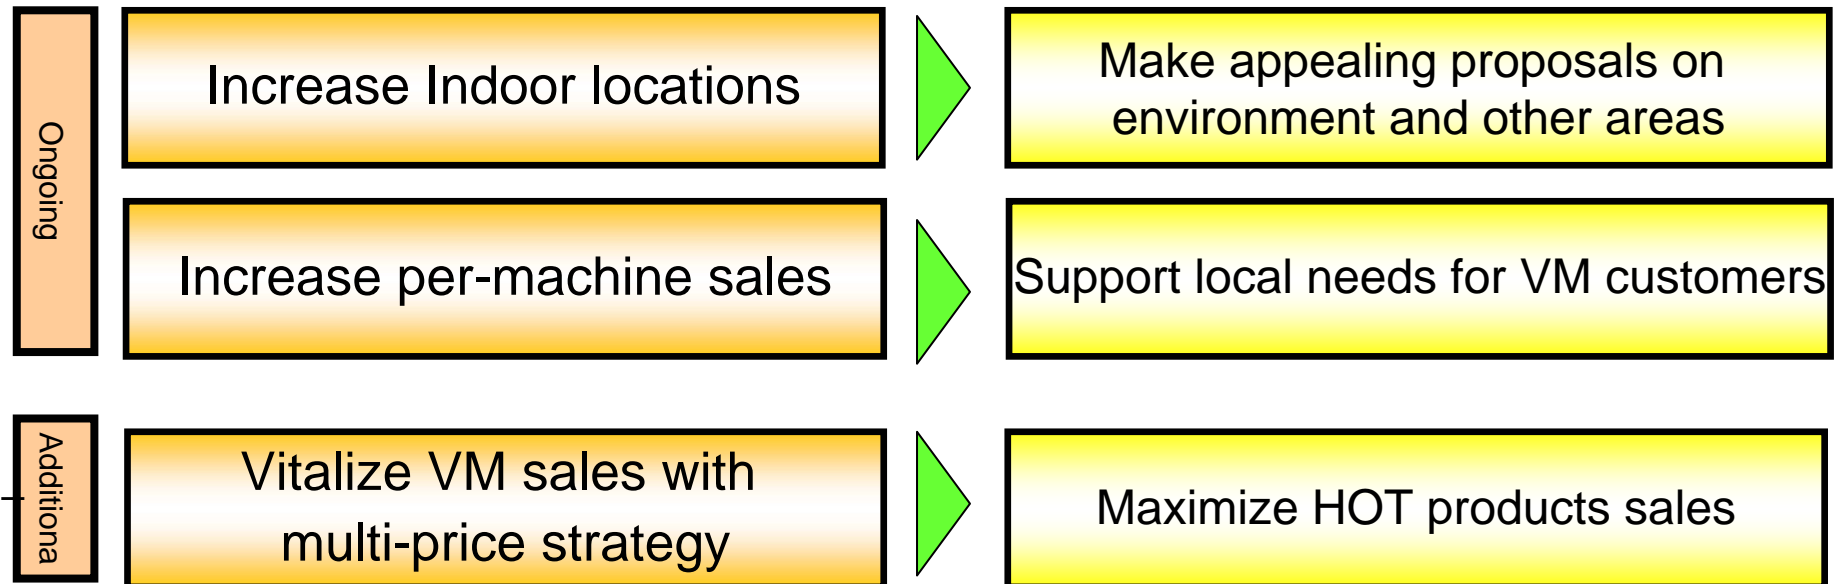 Ongoing
Increase Indoor locations
Make appealing proposals on
environment and other areas
Increase per-machine sales
Support local needs for VM customers
Additiona
l
Vitalize VM sales with
multi-price strategy
Maximize HOT products sales